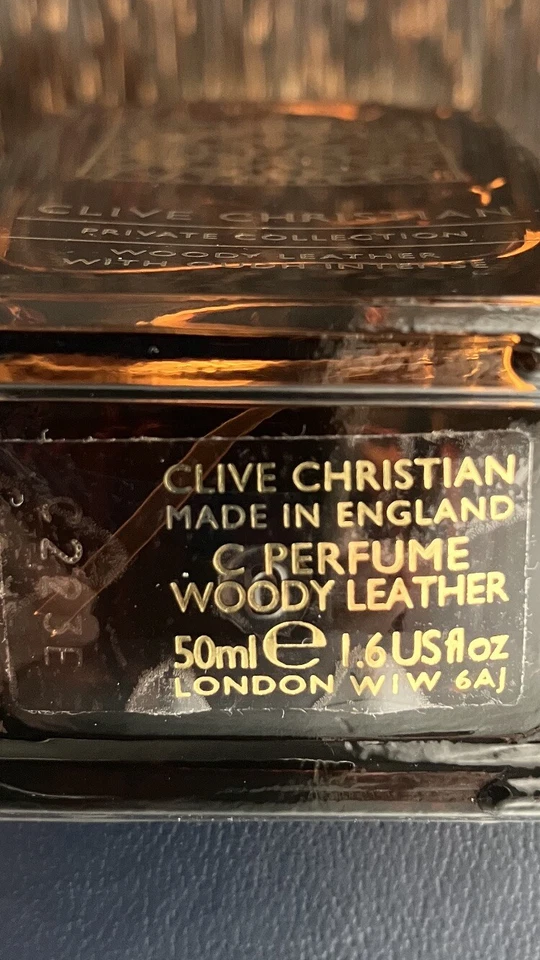 CLIVE CHRISTIAN
PRIVATE COLLECTION
WOODY LEATHER
WITH OUDH INTENSE
CLIVE CHRISTIAN
MADE IN ENGLAND
C PERFUME
WOODY LEATHER
50ml e 1.6 US fl oz
LONDON W1W 6AJ
C223E